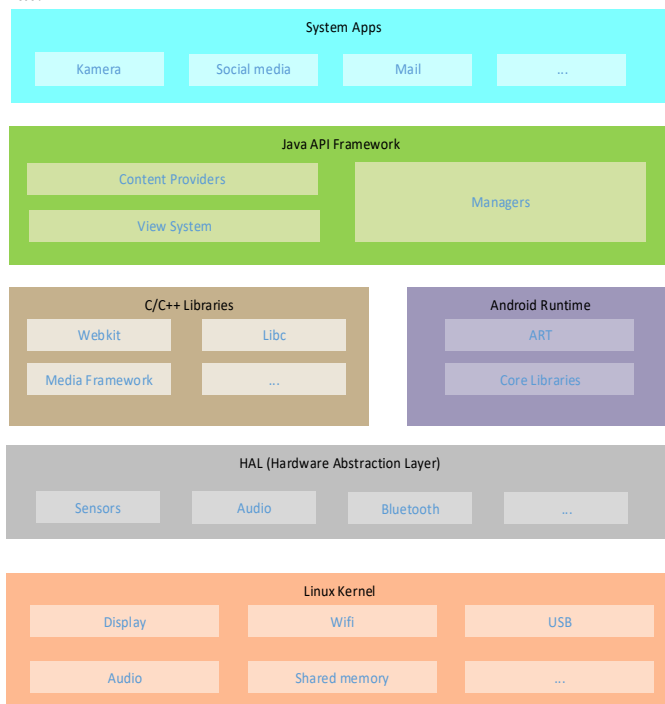 System Apps
Kamera
Social media
Mail
...
Java API Framework
Content Providers
View System
Managers
C/C++ Libraries
Webkit
Libc
Media Framework
...
Android Runtime
ART
Core Libraries
HAL (Hardware Abstraction Layer)
Sensors
Audio
Bluetooth
...
Linux Kernel
Display
Wifi
USB
Audio
Shared memory
...